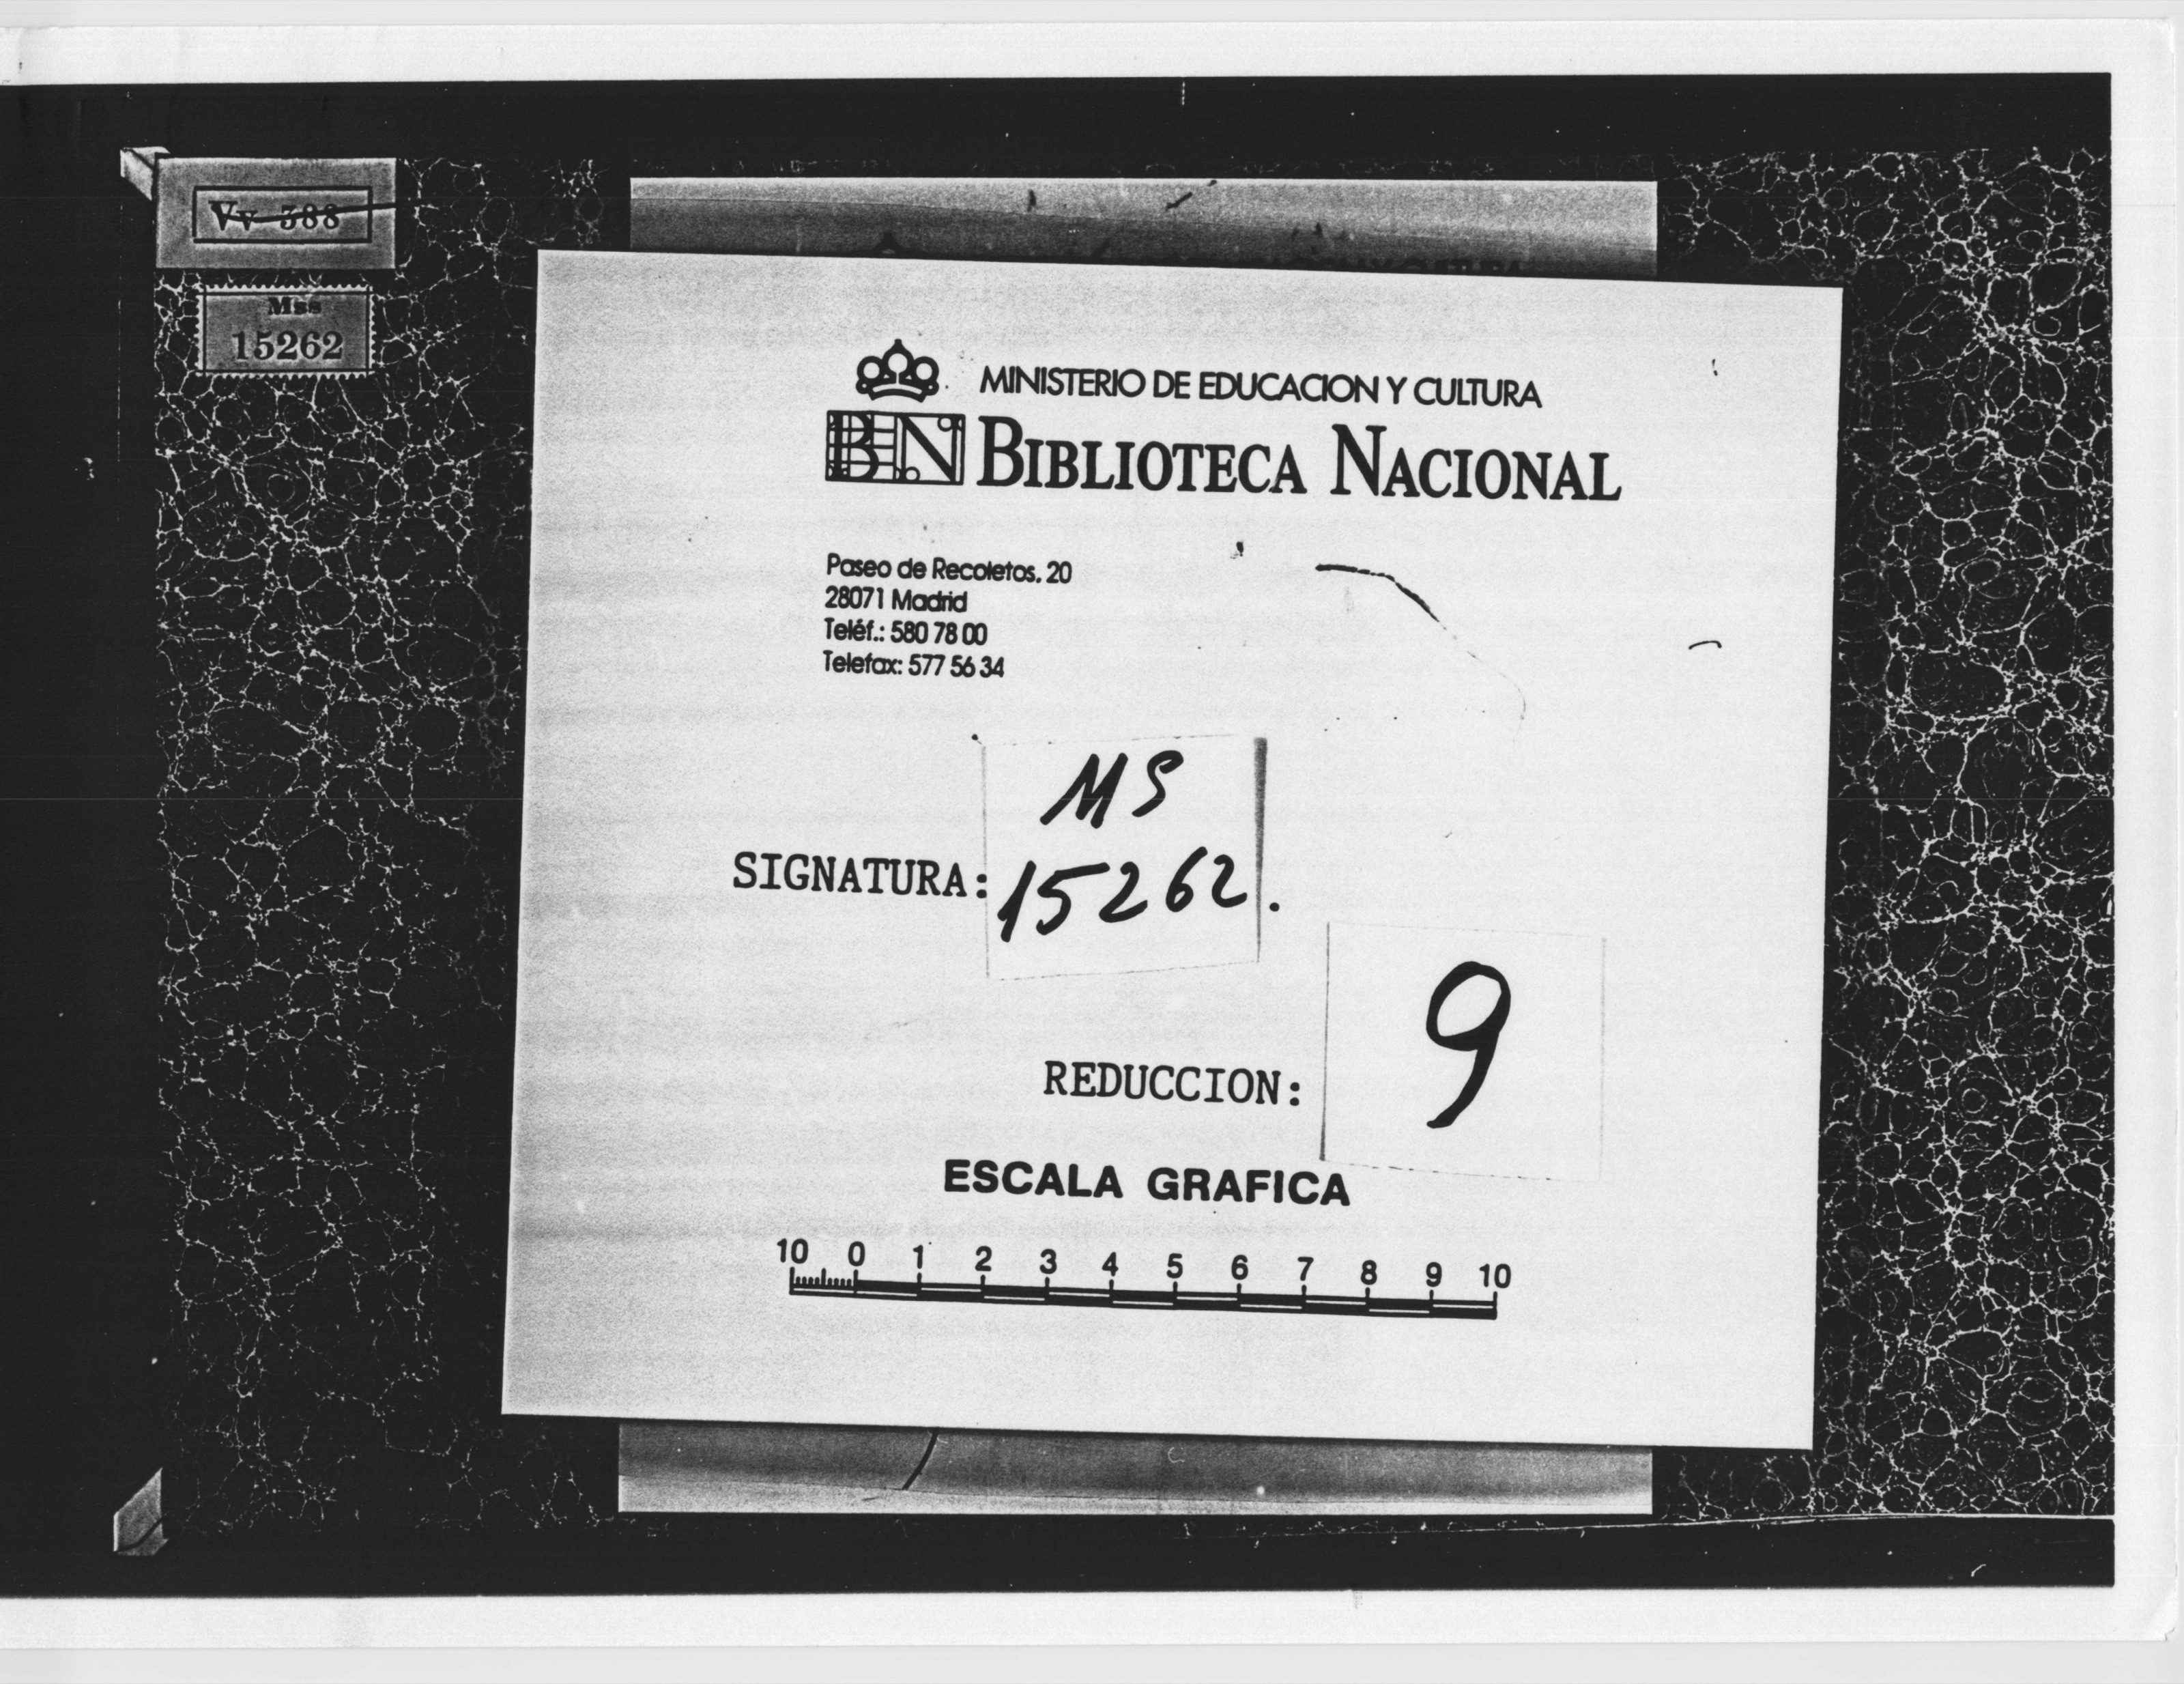 Vv-388
Mss
15262
MINISTERIO DE EDUCACION Y CULTURA
BN BIBLIOTECA NACIONAL
Paseo de Recoletos, 20
28071 Madrid
Teléf.: 580 78 00
Telefax: 577 56 34
MS
SIGNATURA: 15262.
REDUCCION: 9
ESCALA GRAFICA
10 0 1 2 3 4 5 6 7 8 9 10